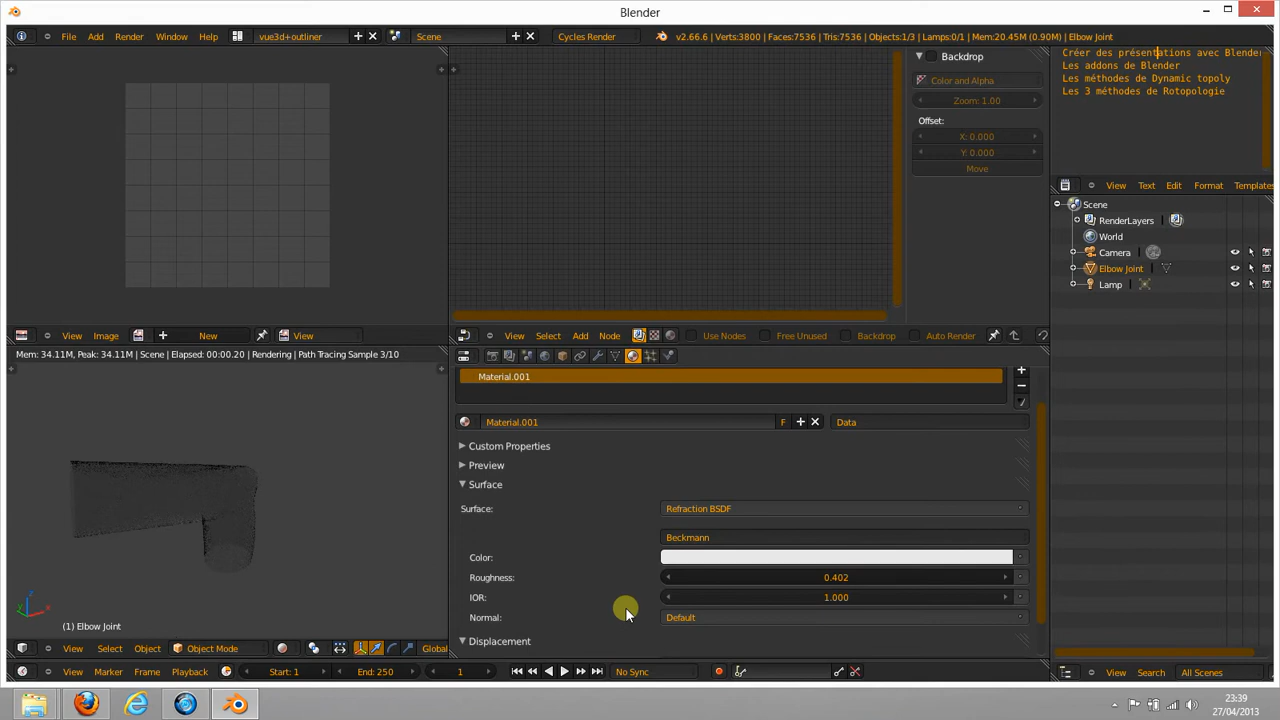 Blender
File Add Render Window Help vue3d+outliner Scene Cycles Render v2.66.6 | Verts:3800 | Faces:7536 | Tris:7536 | Objects:1/3 | Lamps:0/1 | Mem:20.45M (0.90M) | Elbow Joint
Backdrop
Color and Alpha
Zoom: 1.00
Offset:
X: 0.000
Y: 0.000
Move
Créer des présentations avec Blender
Les addons de Blender
Les méthodes de Dynamic topoly
Les 3 méthodes de Rotopologie
View Text Edit Format Templates
Scene
RenderLayers
World
Camera
Elbow Joint
Lamp
View Image New View
View Select Add Node Use Nodes Free Unused Backdrop Auto Render
Mem: 34.11M, Peak: 34.11M | Scene | Elapsed: 00:00.20 | Rendering | Path Tracing Sample 3/10
Material.001
Material.001 F Data
Custom Properties
Preview
Surface
Surface: Refraction BSDF
Beckmann
Color:
Roughness: 0.402
IOR: 1.000
Normal: Default
Displacement
z
x
(1) Elbow Joint
View Select Object Object Mode Global
View Marker Frame Playback Start: 1 End: 250 1 No Sync
View Search All Scenes
23:39
27/04/2013